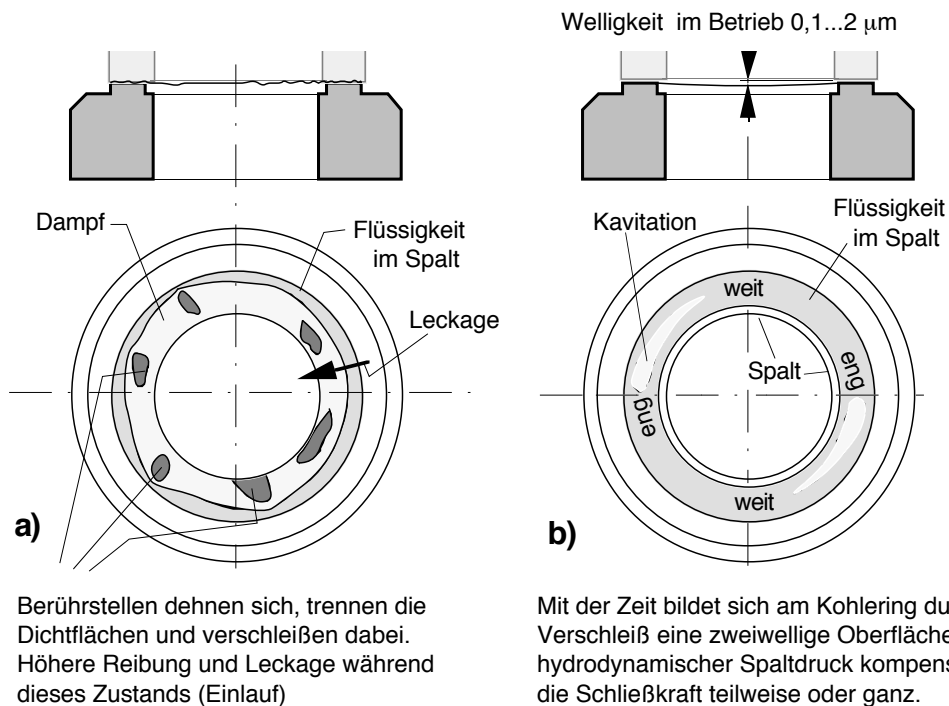 Welligkeit im Betrieb 0,1...2 µm
Dampf
Flüssigkeit
im Spalt
Leckage
a)
Berührstellen dehnen sich, trennen die
Dichtflächen und verschleißen dabei.
Höhere Reibung und Leckage während
dieses Zustands (Einlauf)
Kavitation
Flüssigkeit
im Spalt
weit
Spalt
eng
eng
weit
b)
Mit der Zeit bildet sich am Kohlering
Verschleiß eine zweiwellige Oberfläche
hydrodynamischer Spaltdruck
die Schließkraft teilweise oder ganz.